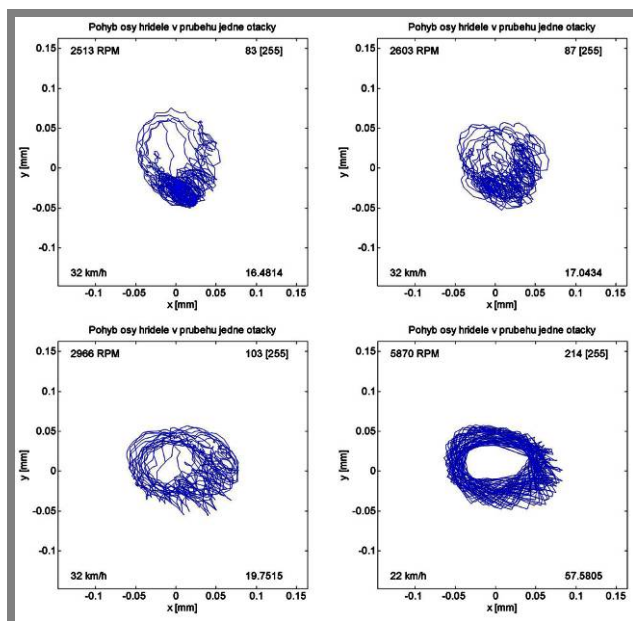 Pohyb osy hridele v prubehu jedne otacky
2513 RPM 83 [255]
0.15
0.1
0.05
0
-0.05
-0.1
y [mm]
32 km/h 16.4814
-0.1 -0.05 0 0.05 0.1 0.15
x [mm]
Pohyb osy hridele v prubehu jedne otacky
2603 RPM 87 [255]
0.15
0.1
0.05
0
-0.05
-0.1
y [mm]
32 km/h 17.0434
-0.1 -0.05 0 0.05 0.1 0.15
x [mm]
Pohyb osy hridele v prubehu jedne otacky
2966 RPM 103 [255]
0.15
0.1
0.05
0
-0.05
-0.1
y [mm]
32 km/h 19.7515
-0.1 -0.05 0 0.05 0.1 0.15
x [mm]
Pohyb osy hridele v prubehu jedne otacky
5870 RPM 214 [255]
0.15
0.1
0.05
0
-0.05
-0.1
y [mm]
22 km/h 57.5805
-0.1 -0.05 0 0.05 0.1 0.15
x [mm]